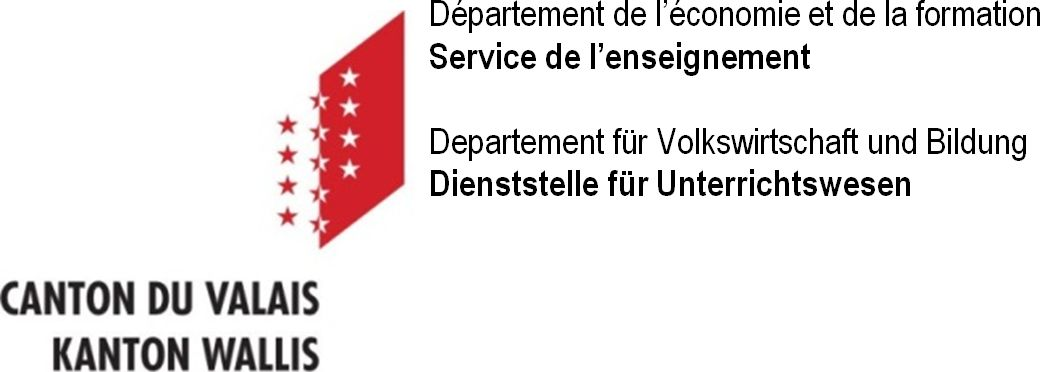 Département de l'économie et de la formation
Service de l'enseignement
Departement für Volkswirtschaft und Bildung
Dienststelle für Unterrichtswesen
CANTON DU VALAIS
KANTON WALLIS